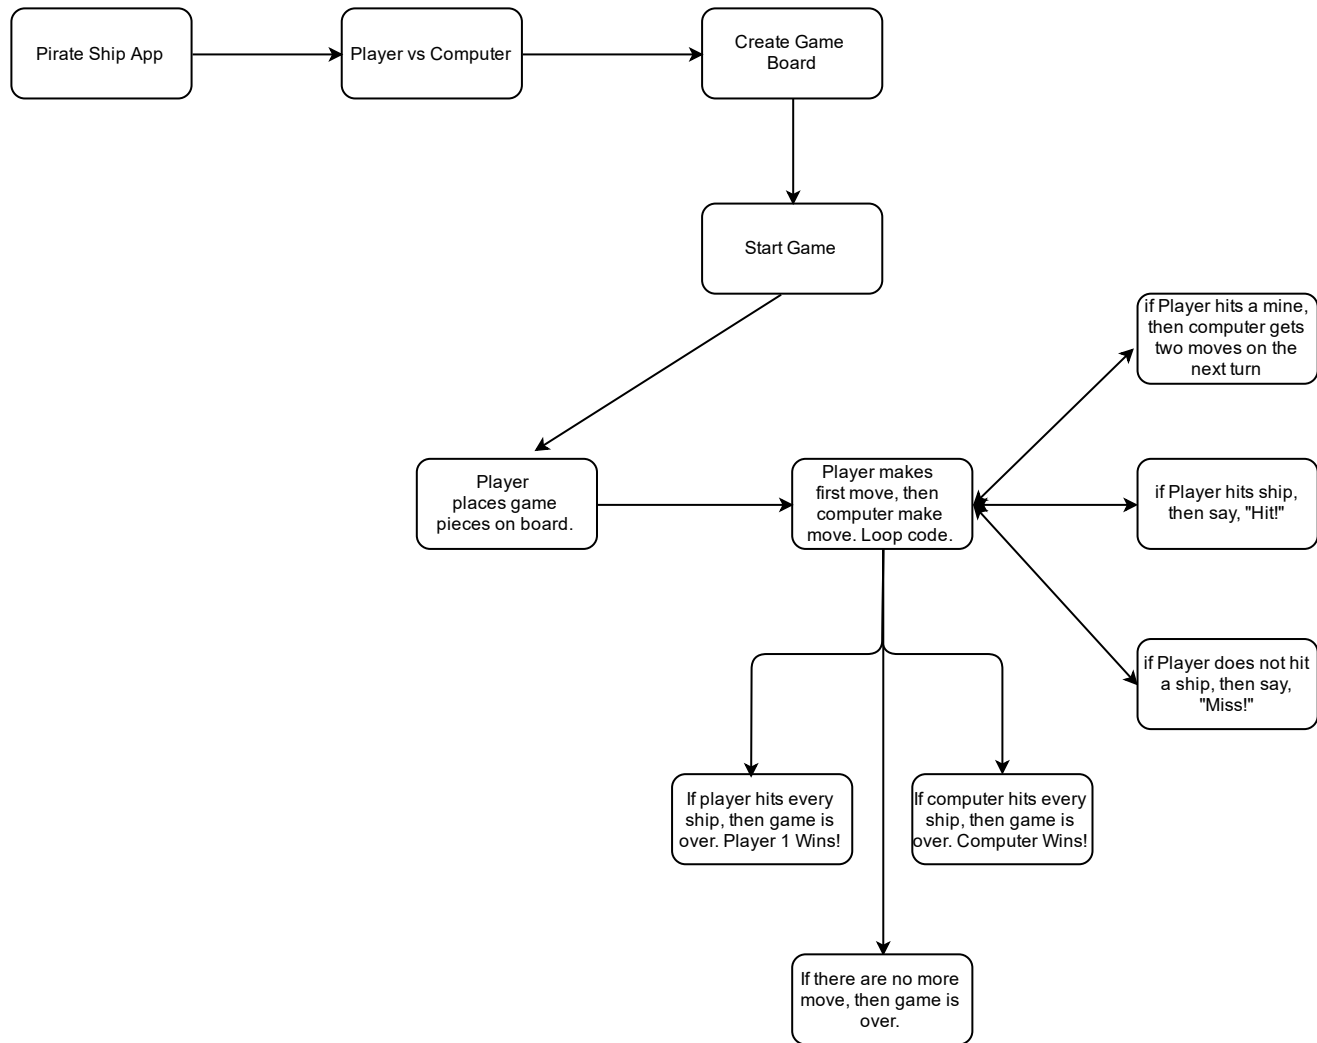 Pirate Ship App
Player vs Computer
Create Game
Board
Start Game
if Player hits a mine,
then computer gets
two moves on the
next turn
Player
places game
pieces on board.
Player makes
first move, then
computer make
move. Loop code.
if Player hits ship,
then say, "Hit!"
if Player does not hit
a ship, then say,
"Miss!"
If player hits every
ship, then game is
over. Player 1 Wins!
If computer hits every
ship, then game is
over. Computer Wins!
If there are no more
move, then game is
over.